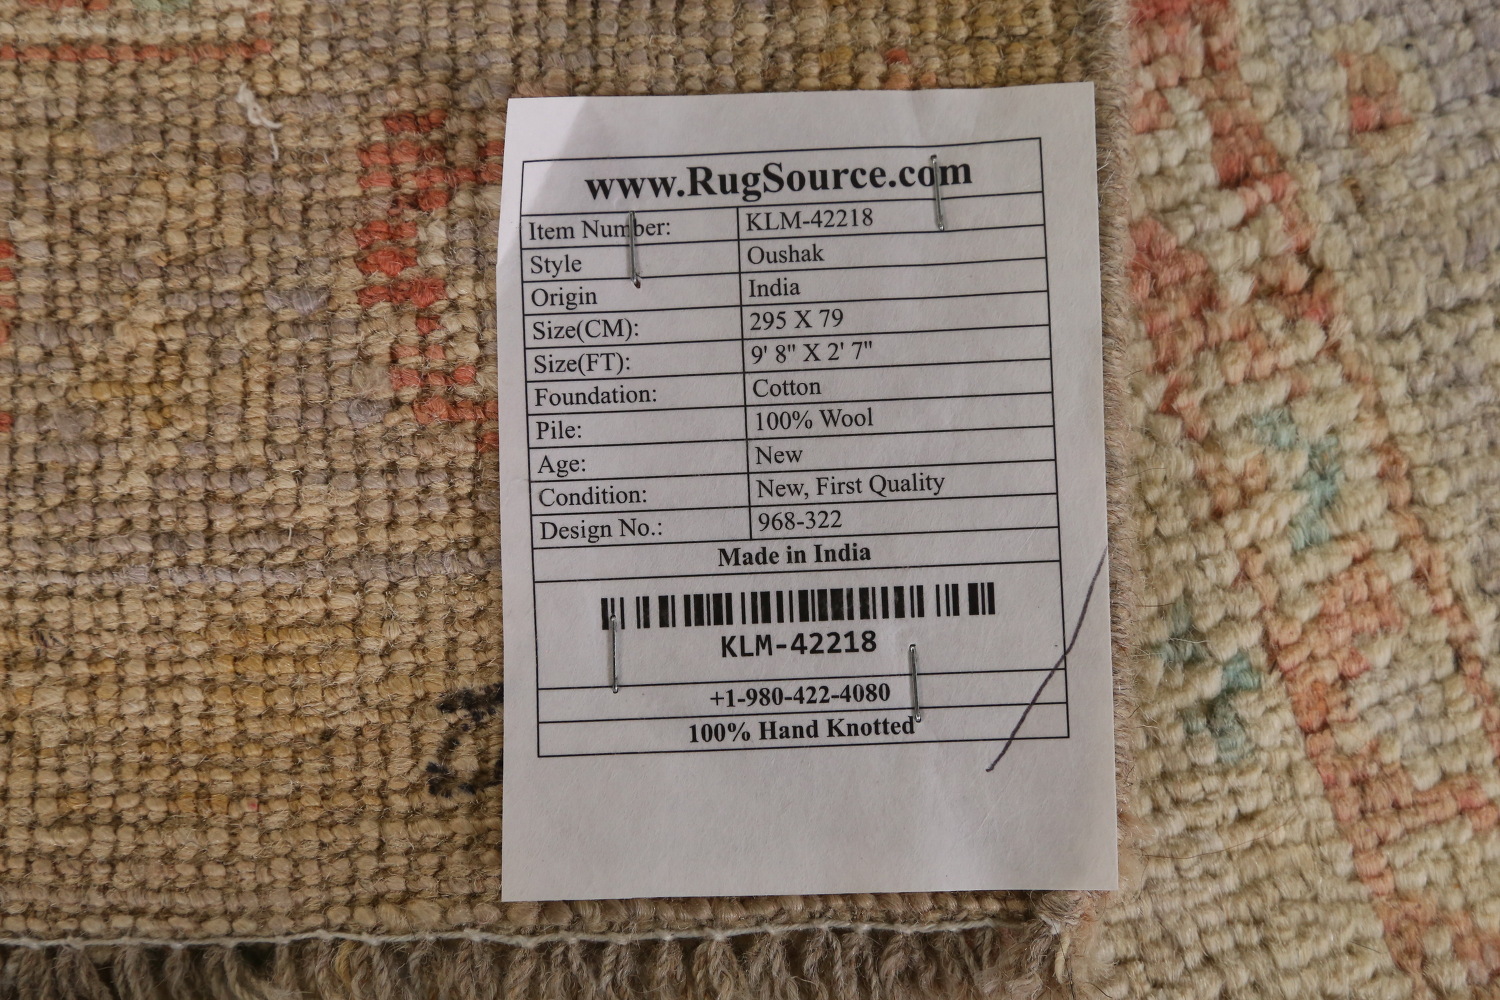 www.RugSource.com
Item Number: KLM-42218
Style Oushak
Origin India
Size(CM): 295 X 79
Size(FT): 9' 8" X 2' 7"
Foundation: Cotton
Pile: 100% Wool
Age: New
Condition: New, First Quality
Design No.: 968-322
Made in India
KLM-42218
+1-980-422-4080
100% Hand Knotted